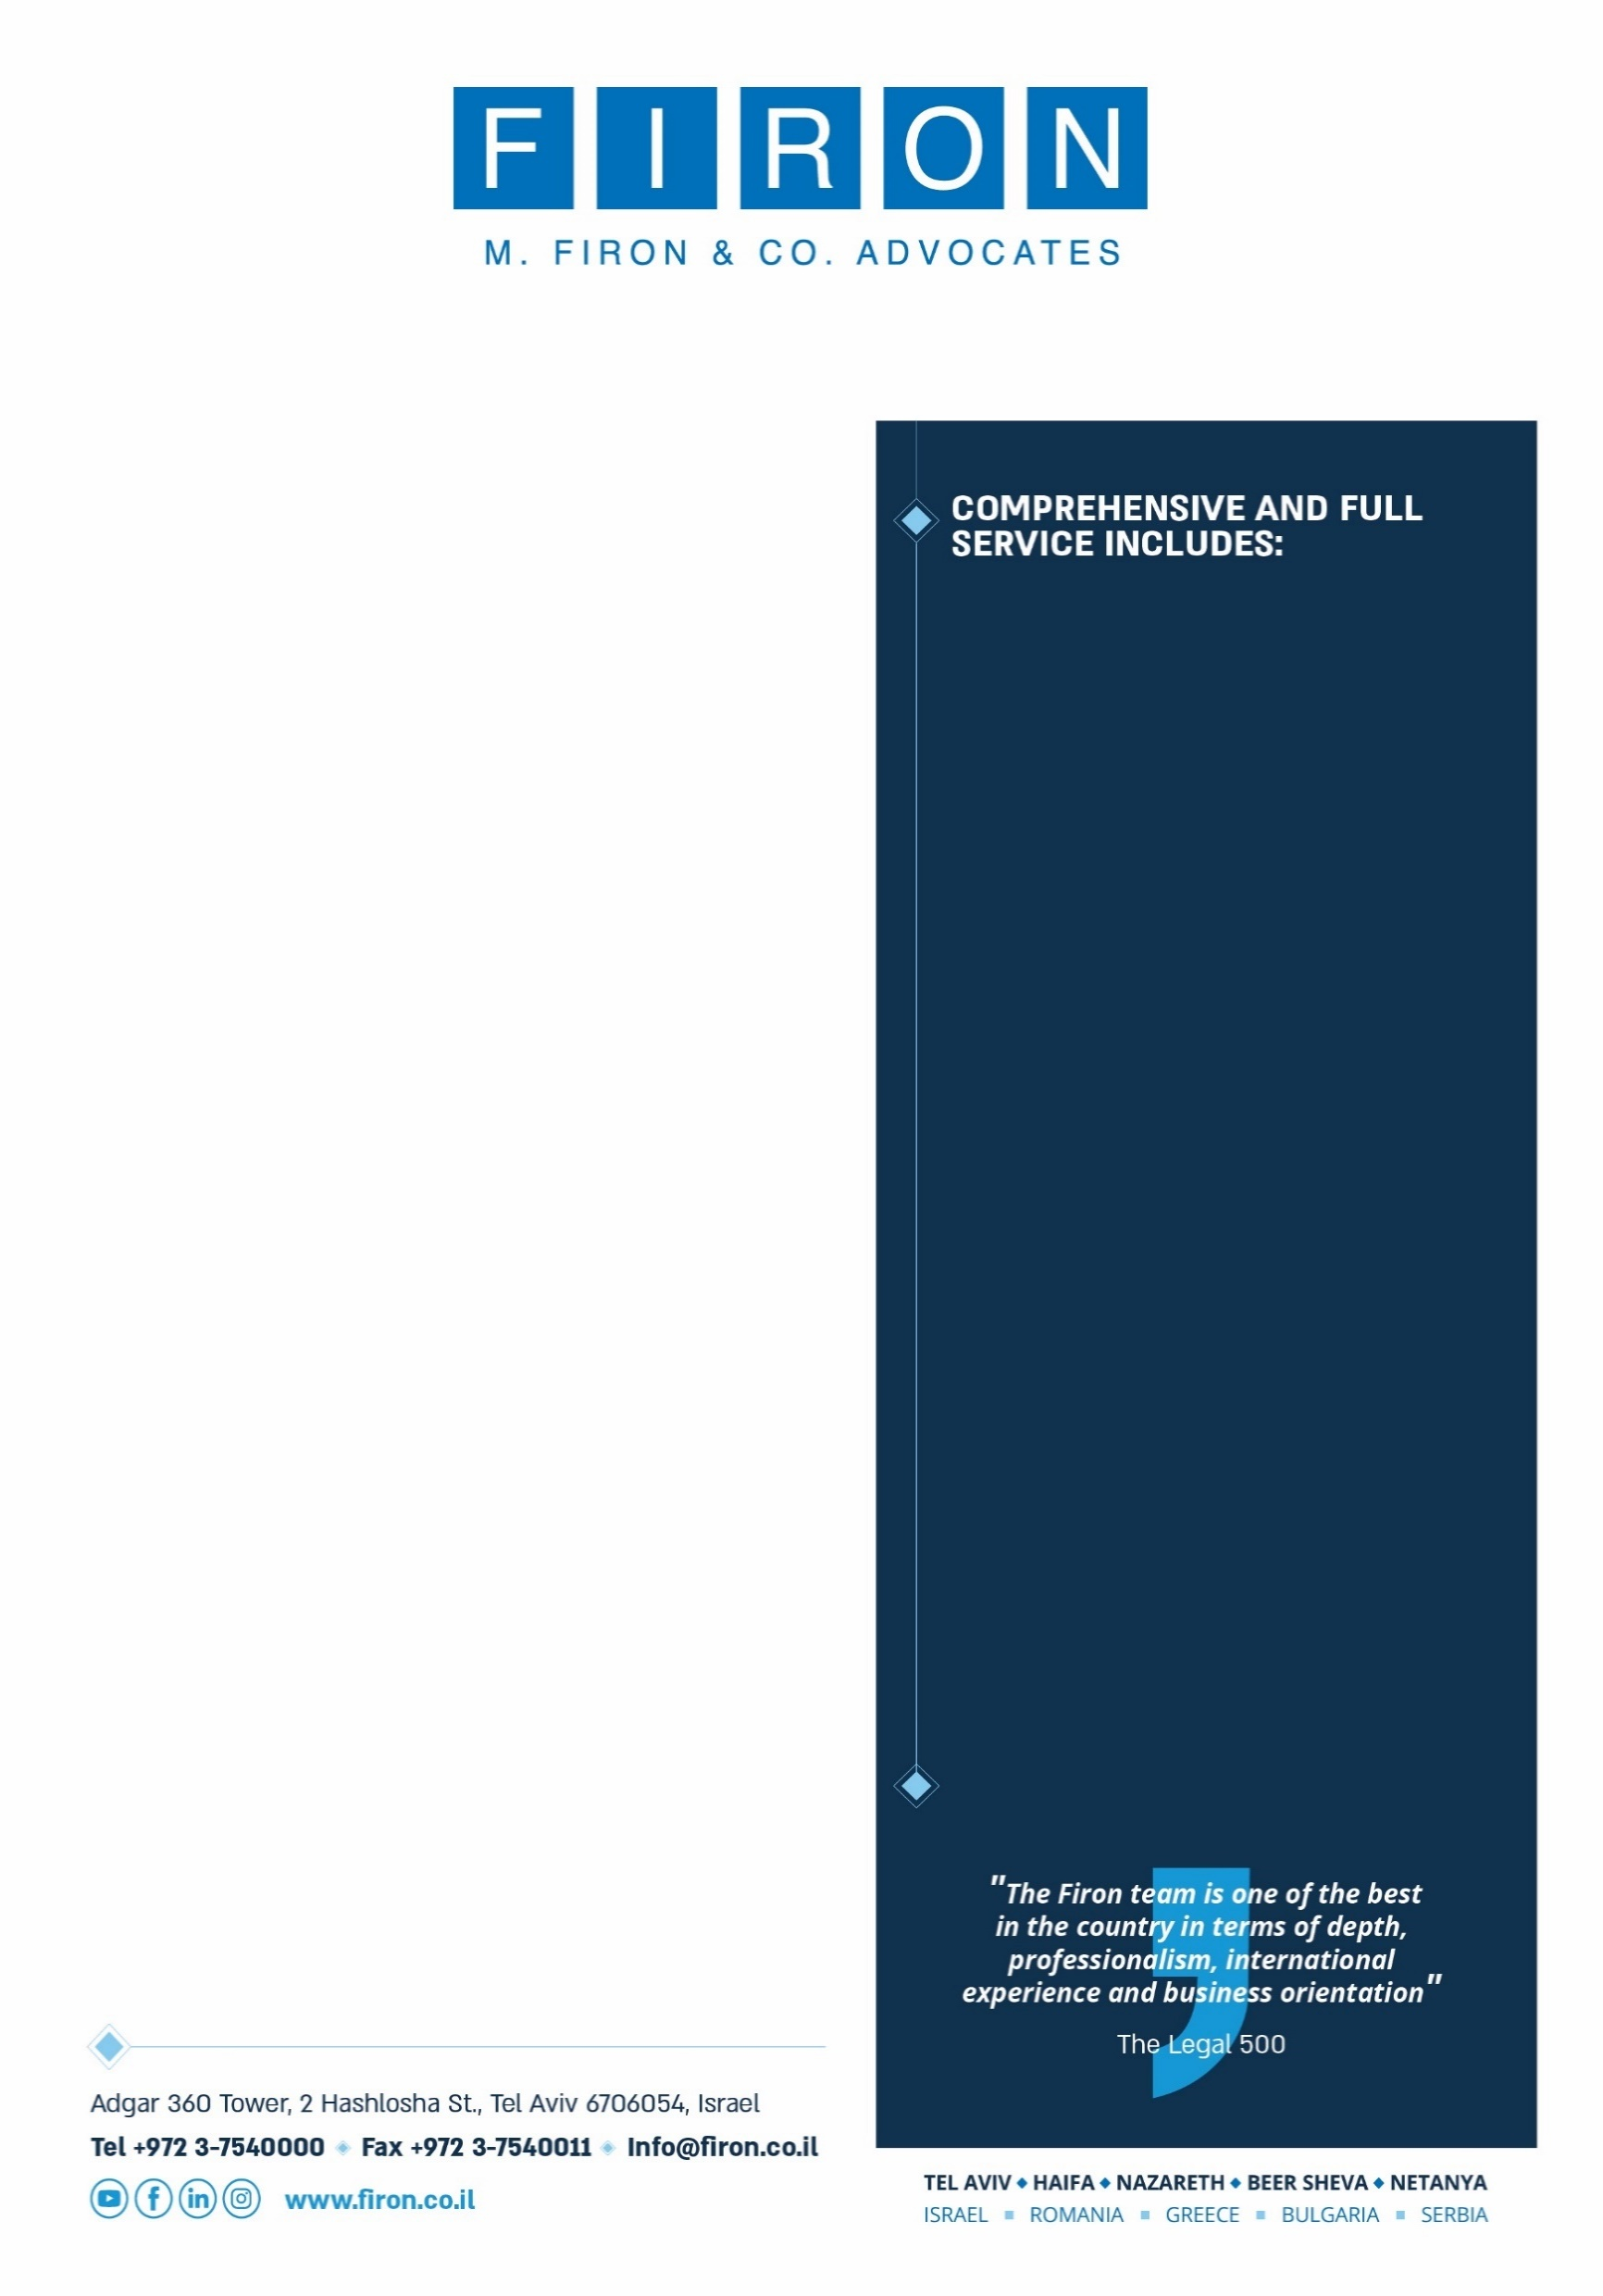 FIRON
M. FIRON & CO. ADVOCATES
COMPREHENSIVE AND FULL
SERVICE INCLUDES:
"The Firon team is one of the best
in the country in terms of depth,
professionalism, international
experience and business orientation"
The Legal 500
Adgar 360 Tower, 2 Hashlosha St., Tel Aviv 6706054, Israel
Tel +972 3-7540000 ◆ Fax +972 3-7540011 ◆ Info@firon.co.il
www.firon.co.il
TEL AVIV ◆ HAIFA ◆ NAZARETH ◆ BEER SHEVA ◆ NETANYA
ISRAEL ■ ROMANIA ■ GREECE ■ BULGARIA ■ SERBIA